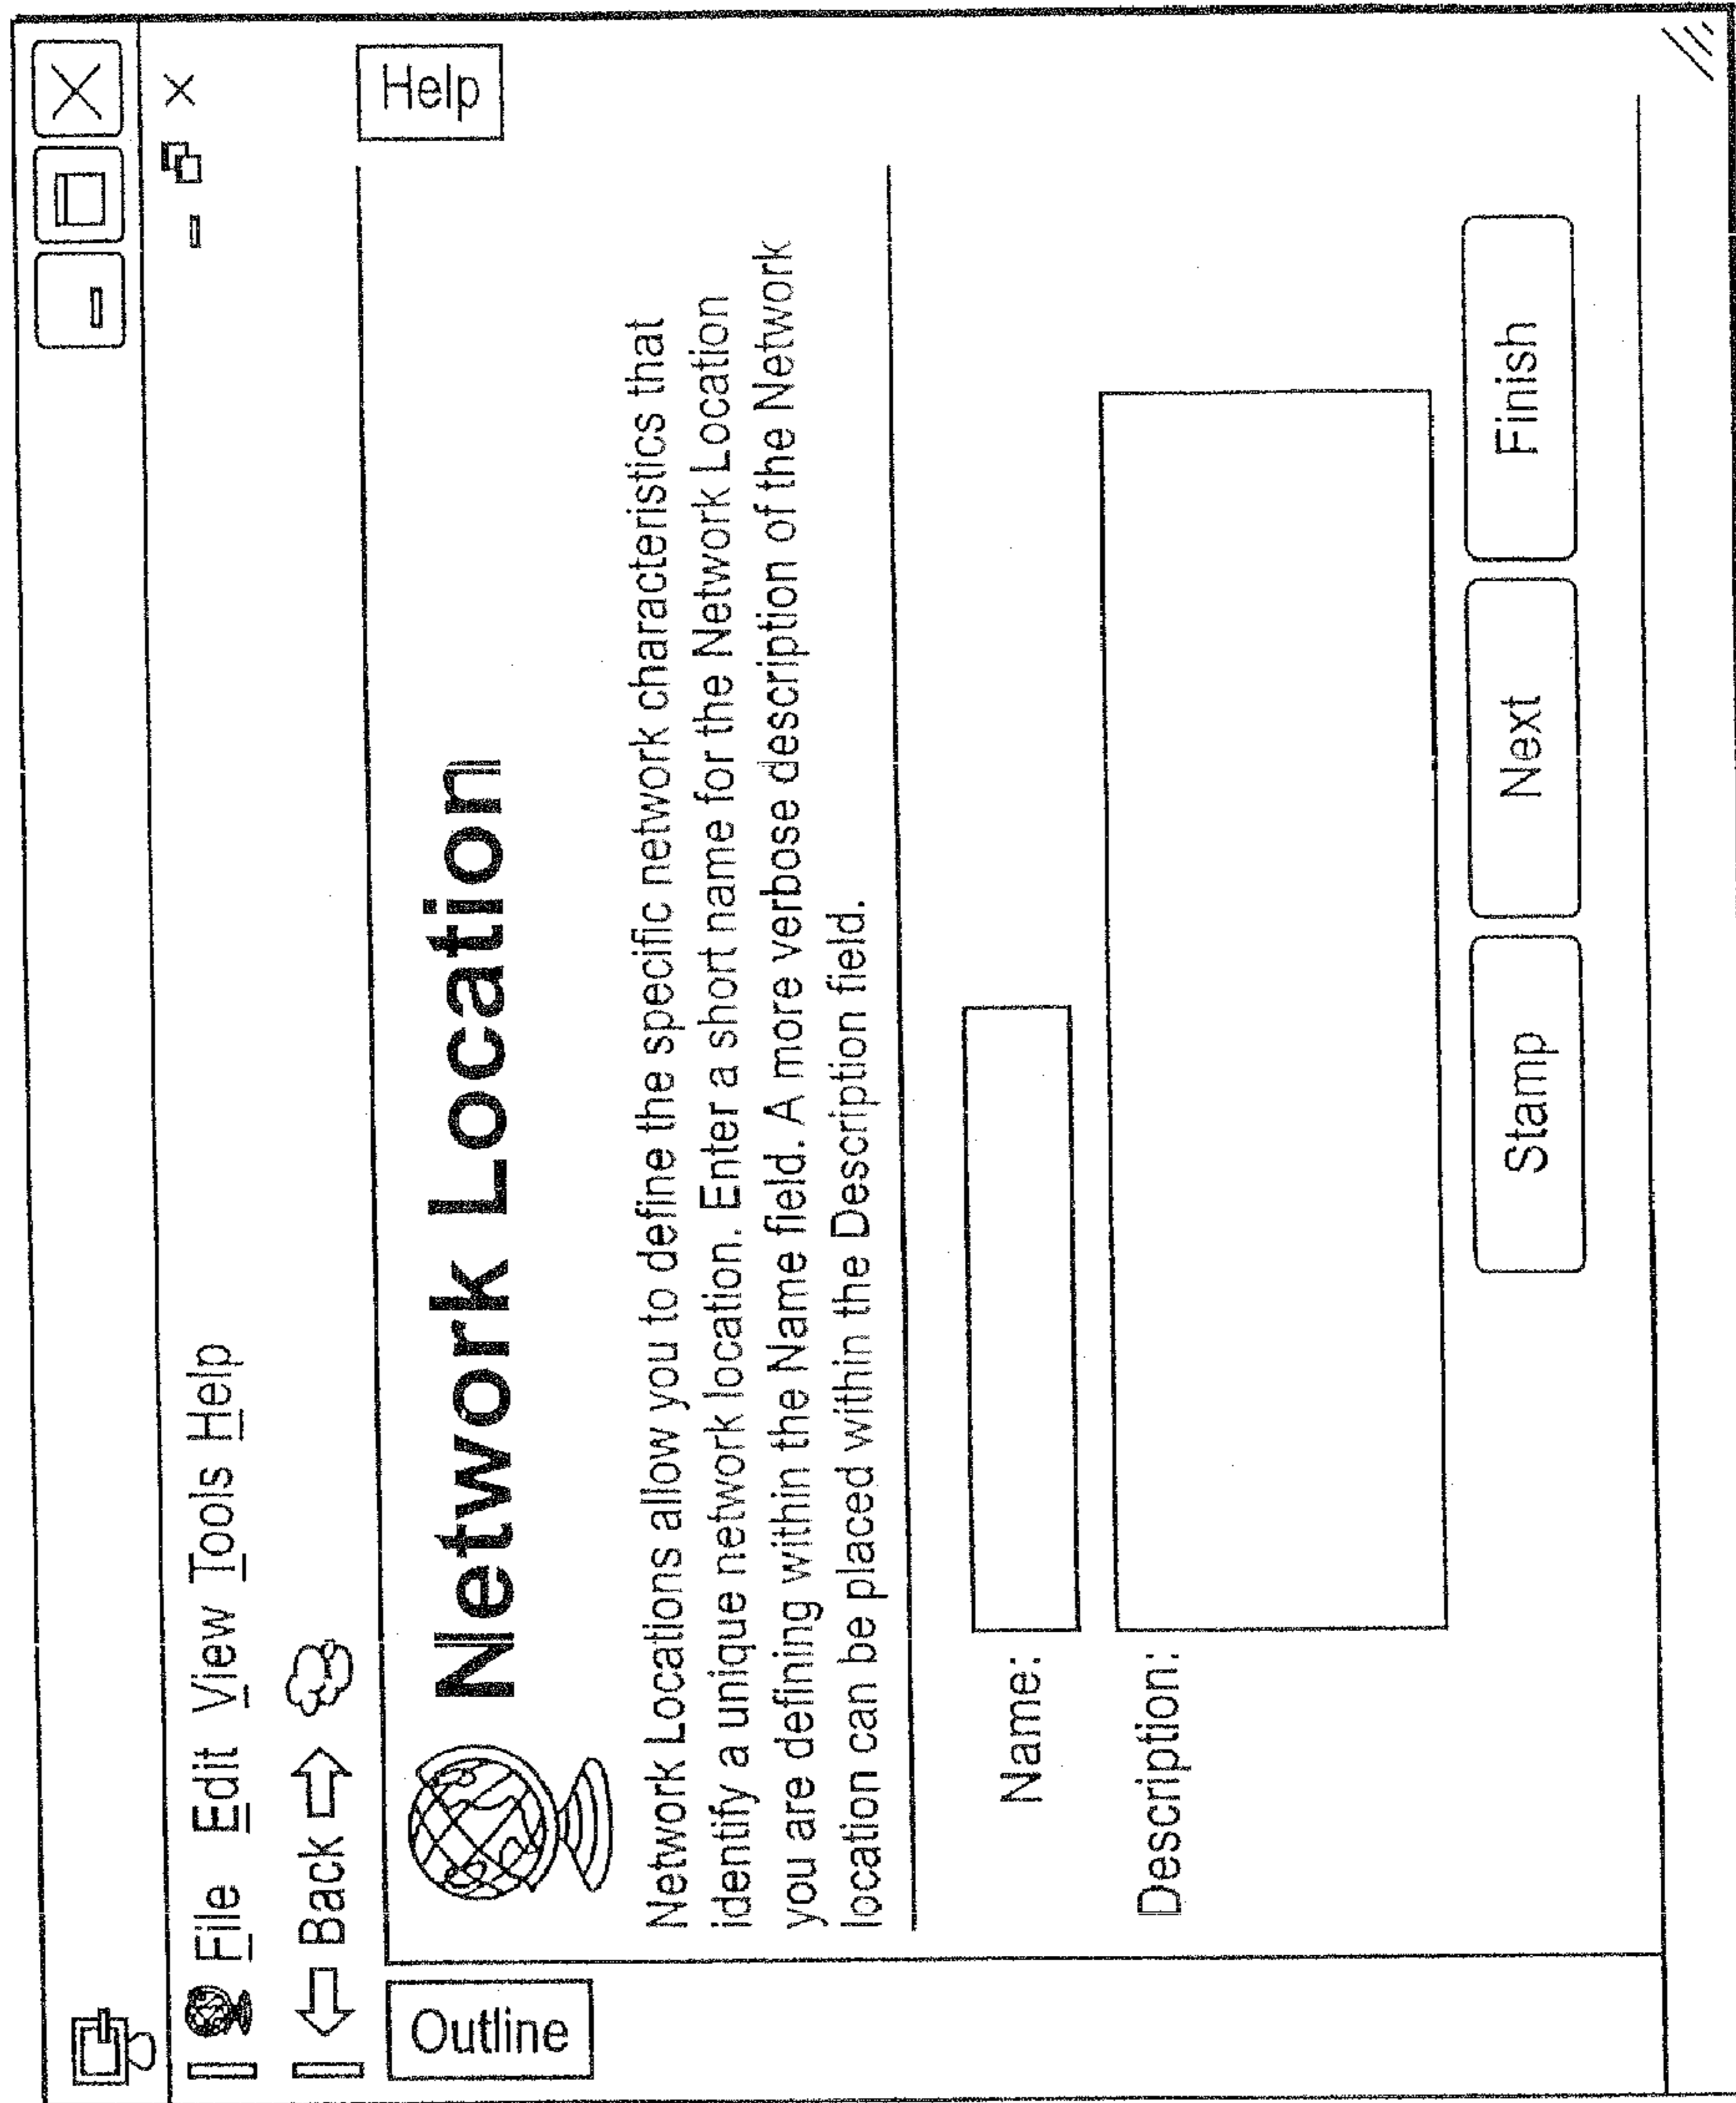 File Edit View Tools Help
Back
Outline
Help
Network Location
Network Locations allow you to define the specific network characteristics that
identify a unique network location. Enter a short name for the Network Location
you are defining within the Name field. A more verbose description of the Network
location can be placed within the Description field.
Name:
Description:
Stamp Next Finish